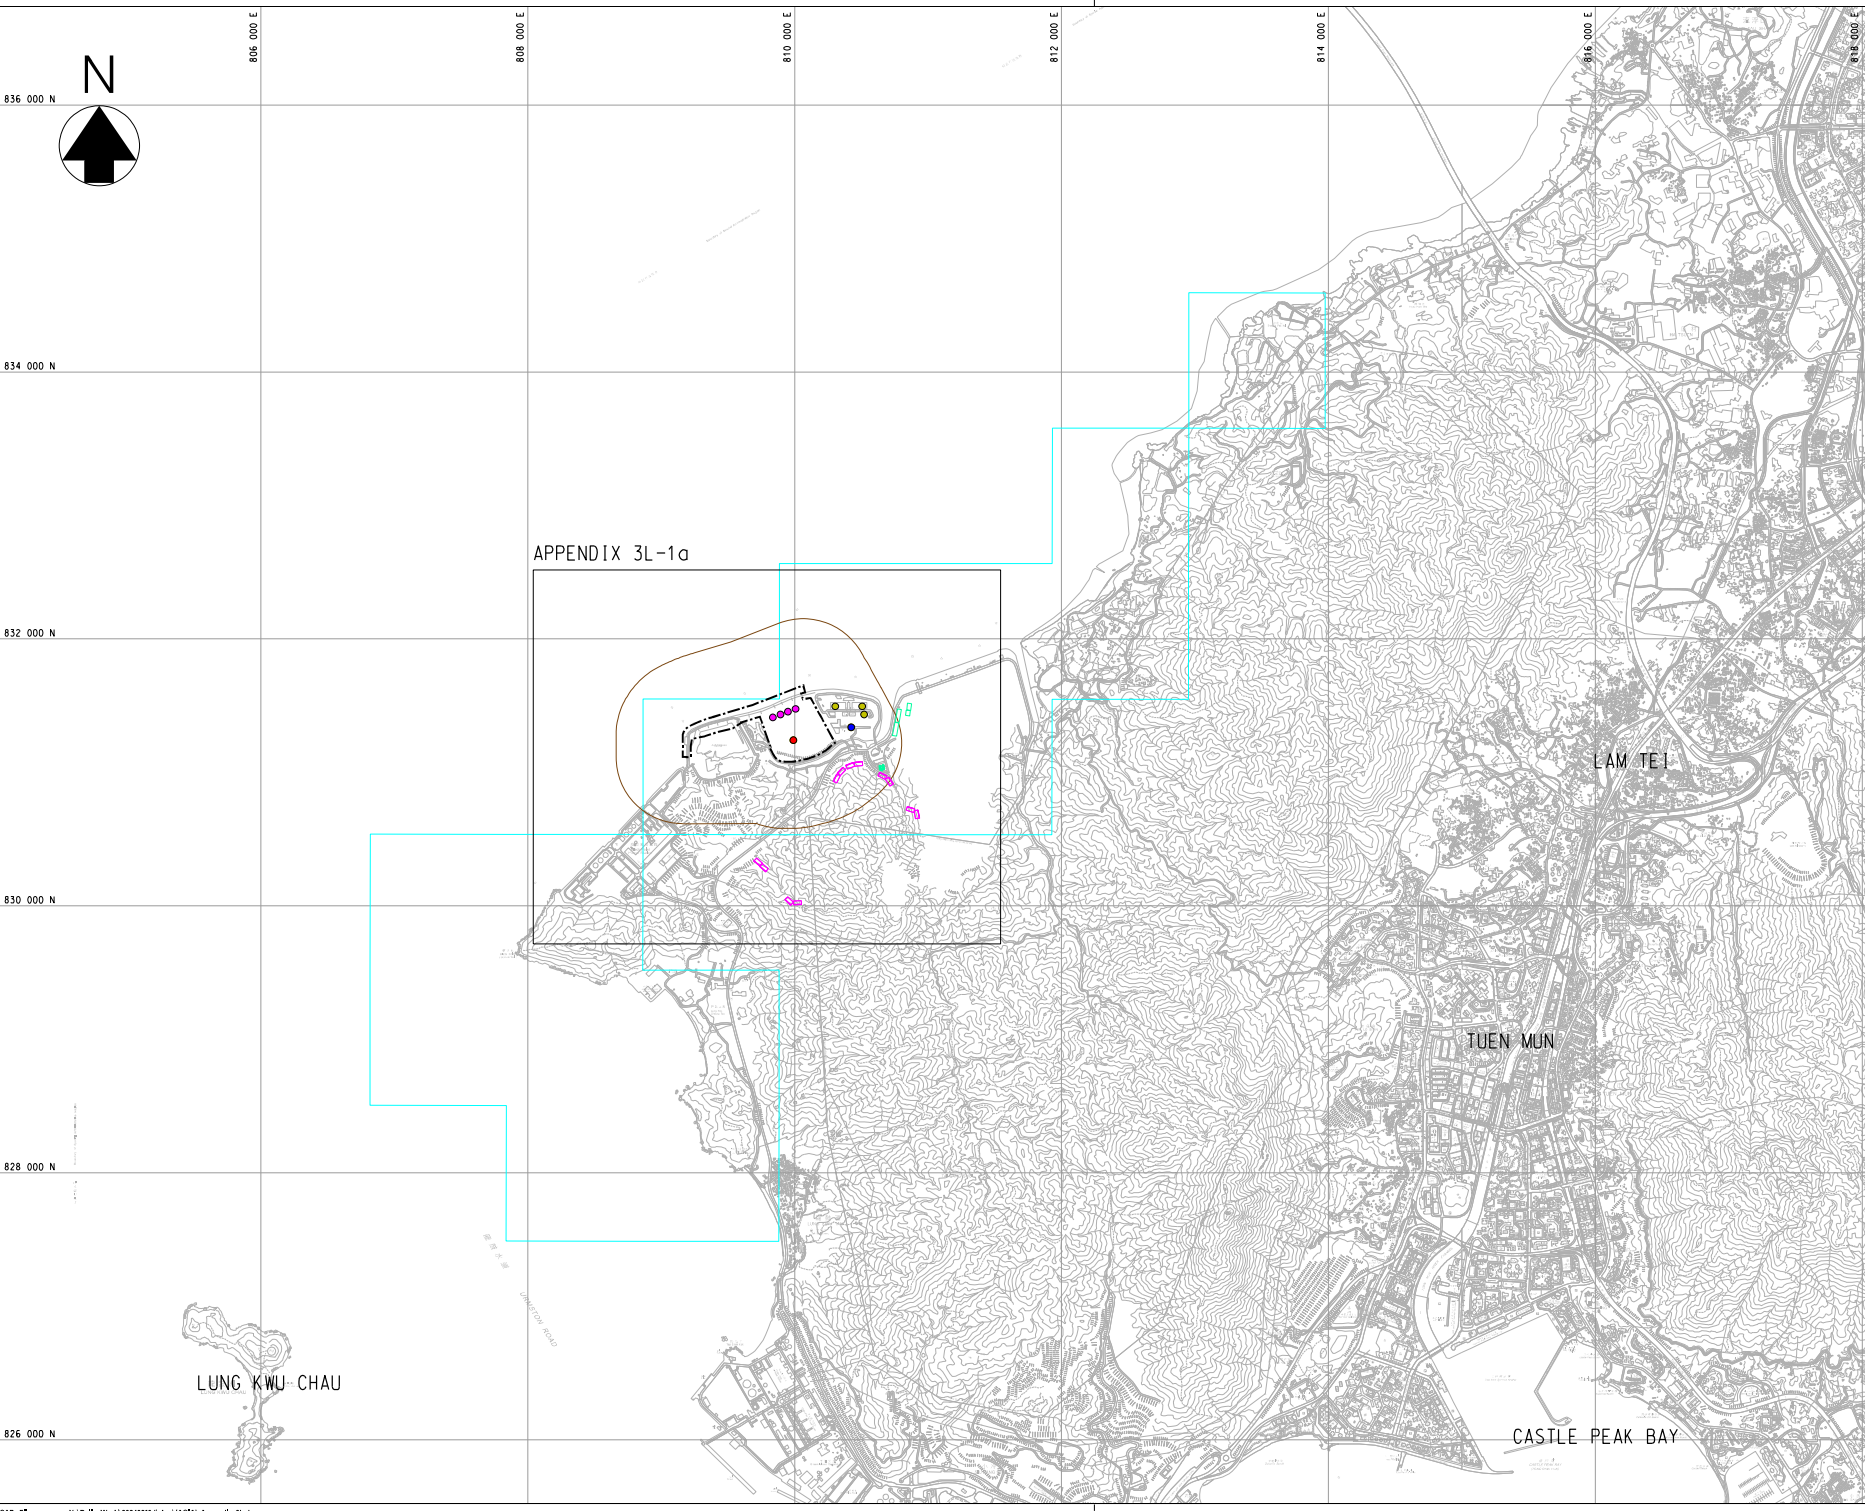 806 000 E
808 000 E
810 000 E
812 000 E
814 000 E
816 000 E
818 000 E
N
836 000 N
834 000 N
APPENDIX 3L-1a
832 000 N
LAM TEI
830 000 N
TUEN MUN
828 000 N
URMSTON ROAD
LUNG KWU CHAU
826 000 N
CASTLE PEAK BAY